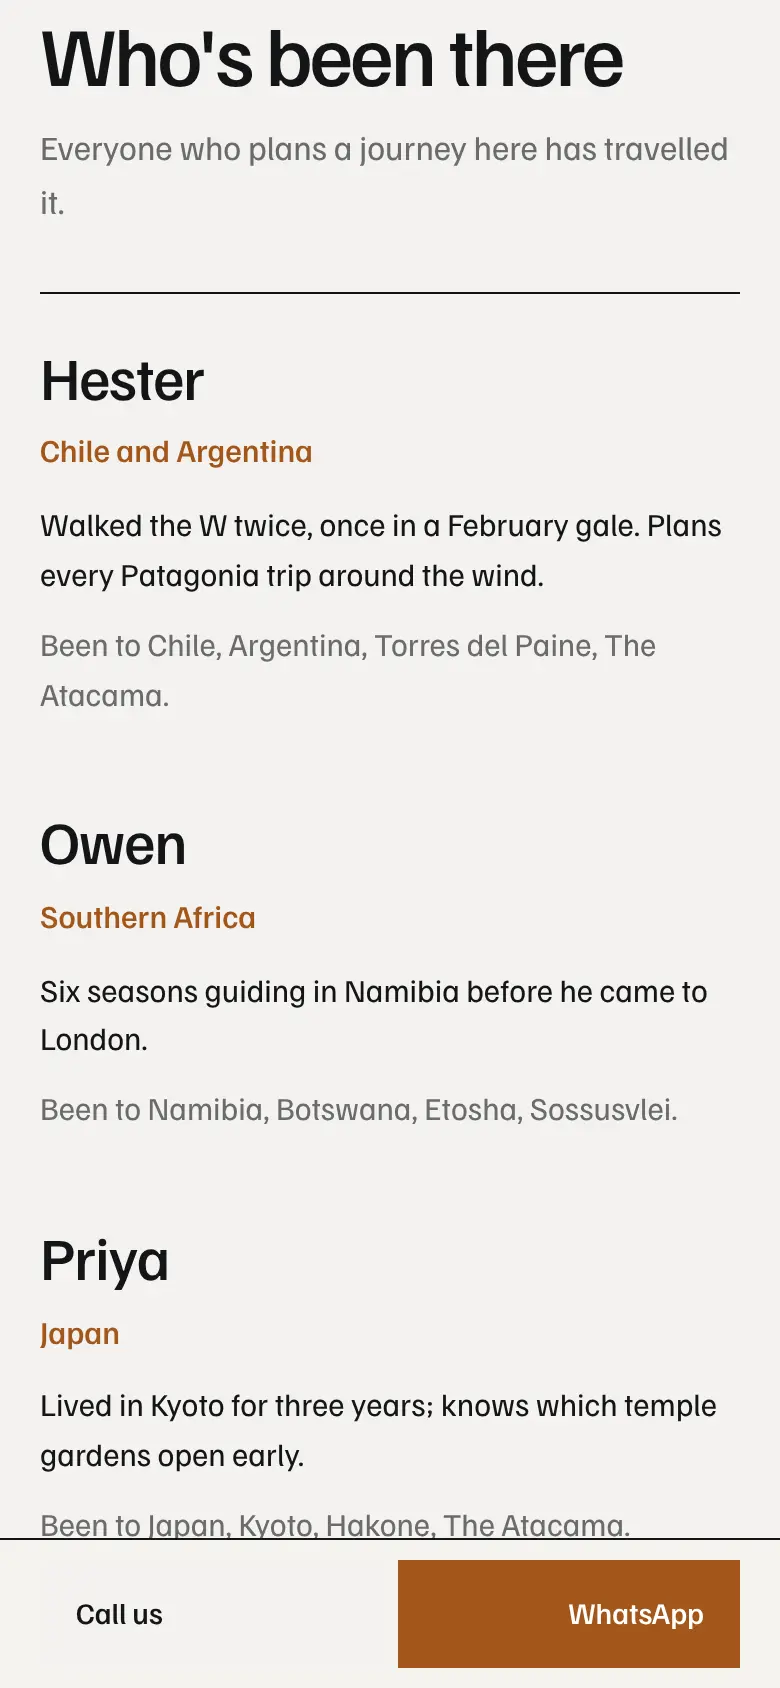 Who's been there
Everyone who plans a journey here has travelled
it.
Hester
Chile and Argentina
Walked the W twice, once in a February gale. Plans
every Patagonia trip around the wind.
Been to Chile, Argentina, Torres del Paine, The
Atacama.
Owen
Southern Africa
Six seasons guiding in Namibia before he came to
London.
Been to Namibia, Botswana, Etosha, Sossusvlei.
Priya
Japan
Lived in Kyoto for three years; knows which temple
gardens open early.
Been to Japan, Kyoto, Hakone, The Atacama.
Call us
WhatsApp